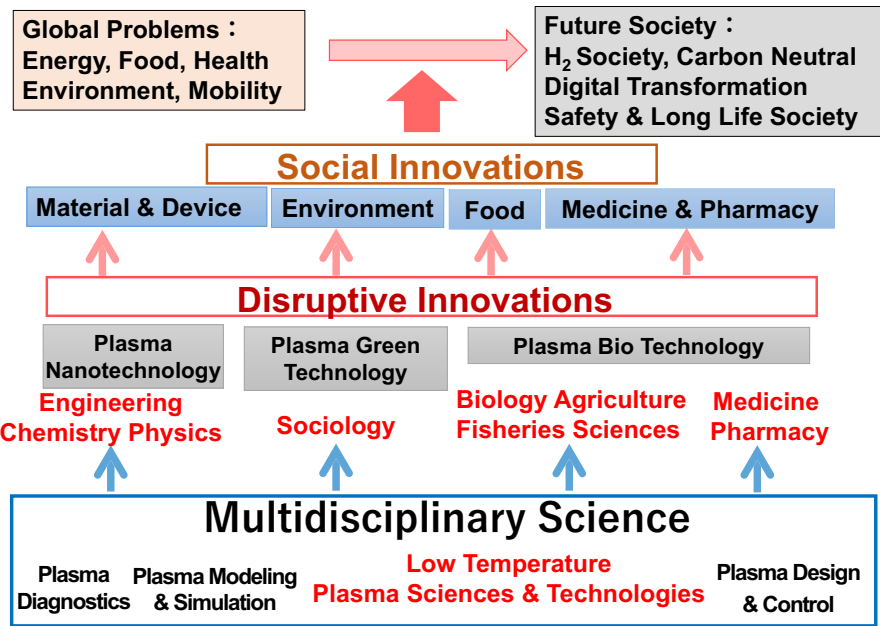 Global Problems：
Energy, Food, Health
Environment, Mobility
Future Society：
H₂ Society, Carbon Neutral
Digital Transformation
Safety & Long Life Society
Social Innovations
Material & Device
Environment
Food
Medicine & Pharmacy
Disruptive Innovations
Plasma
Nanotechnology
Plasma Green
Technology
Plasma Bio Technology
Engineering
Chemistry Physics
Sociology
Biology Agriculture
Fisheries Sciences
Medicine
Pharmacy
Multidisciplinary Science
Plasma
Diagnostics
Plasma Modeling
& Simulation
Low Temperature
Plasma Sciences & Technologies
Plasma Design
& Control